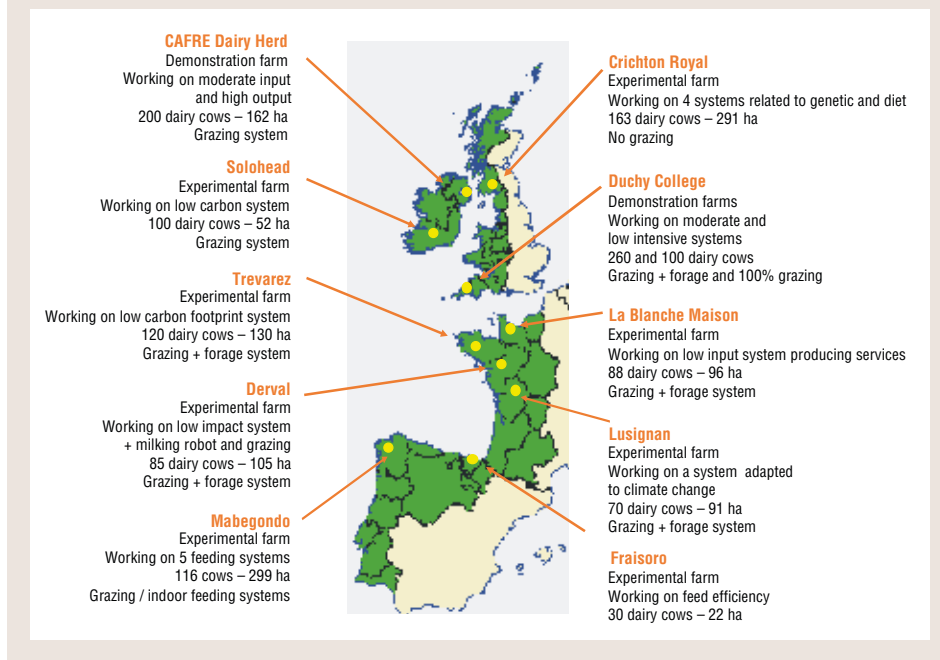 CAFRE Dairy Herd
Demonstration farm
Working on moderate input
and high output
200 dairy cows – 162 ha
Grazing system
Solohead
Experimental farm
Working on low carbon system
100 dairy cows – 52 ha
Grazing system
Trevarez
Experimental farm
Working on low carbon footprint system
120 dairy cows – 130 ha
Grazing + forage system
Derval
Experimental farm
Working on low impact system
+ milking robot and grazing
85 dairy cows – 105 ha
Grazing + forage system
Mabegondo
Experimental farm
Working on 5 feeding systems
116 cows – 299 ha
Grazing / indoor feeding systems
Crichton Royal
Experimental farm
Working on 4 systems related to genetic and diet
163 dairy cows – 291 ha
No grazing
Duchy College
Demonstration farms
Working on moderate and
low intensive systems
260 and 100 dairy cows
Grazing + forage and 100% grazing
La Blanche Maison
Experimental farm
Working on low input system producing services
88 dairy cows – 96 ha
Grazing + forage system
Lusignan
Experimental farm
Working on a system adapted
to climate change
70 dairy cows – 91 ha
Grazing + forage system
Fraisoro
Experimental farm
Working on feed efficiency
30 dairy cows – 22 ha